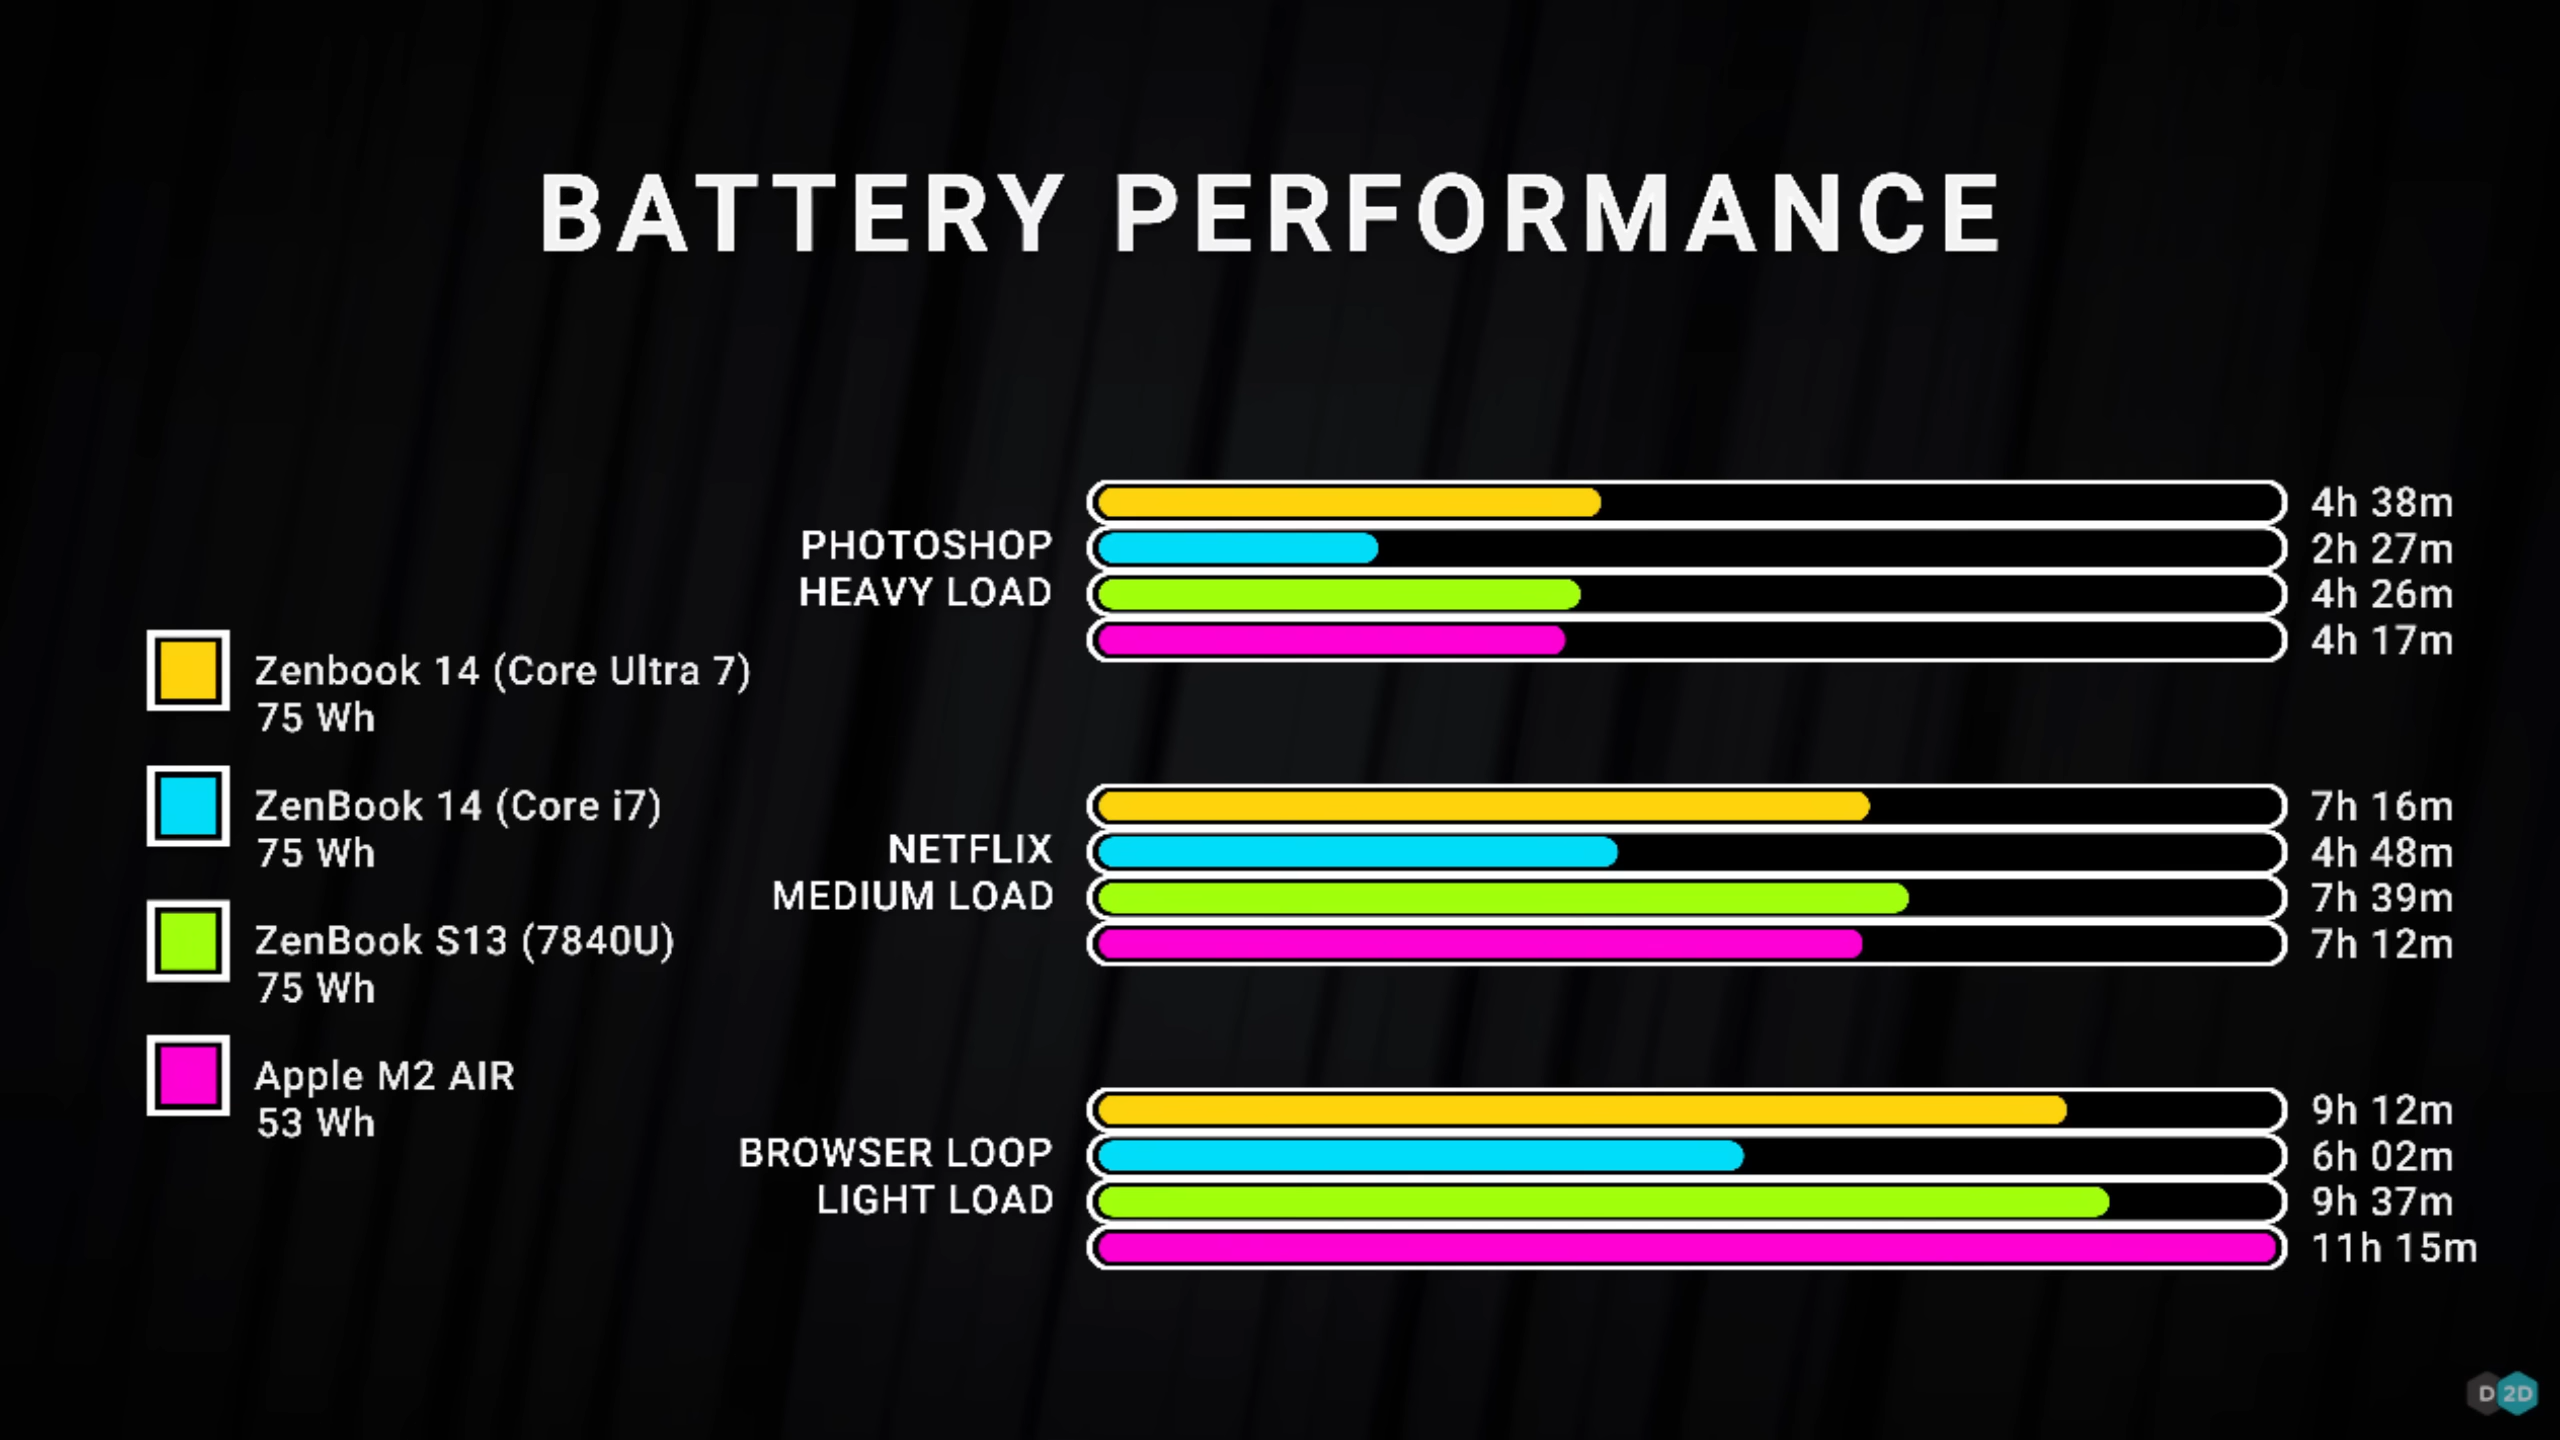 BATTERY PERFORMANCE
Zenbook 14 (Core Ultra 7)
75 Wh
ZenBook 14 (Core i7)
75 Wh
ZenBook S13 (7840U)
75 Wh
Apple M2 AIR
53 Wh
PHOTOSHOP
HEAVY LOAD
4h 38m
2h 27m
4h 26m
4h 17m
NETFLIX
MEDIUM LOAD
7h 16m
4h 48m
7h 39m
7h 12m
BROWSER LOOP
LIGHT LOAD
9h 12m
6h 02m
9h 37m
11h 15m
D2D